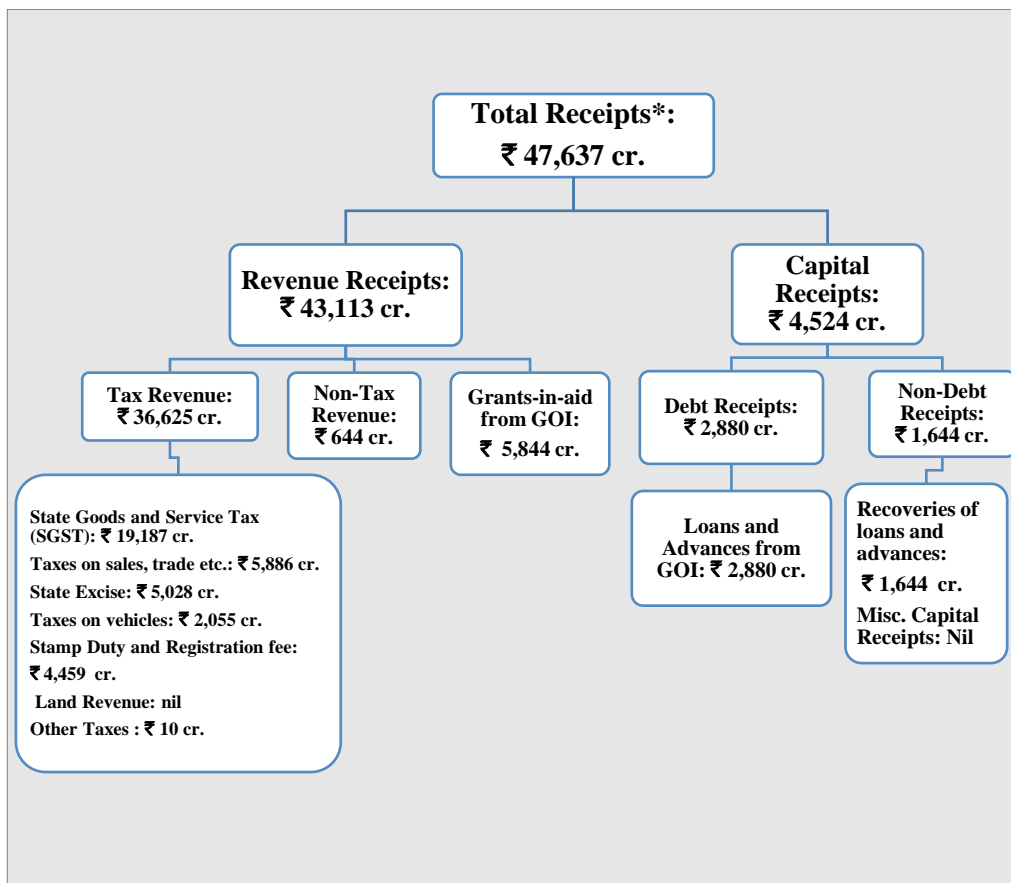 Total Receipts*:
₹ 47,637 cr.
Revenue Receipts:
₹ 43,113 cr.
Capital
Receipts:
₹ 4,524 cr.
Tax Revenue:
₹ 36,625 cr.
Non-Tax
Revenue:
₹ 644 cr.
Grants-in-aid
from GOI:
₹ 5,844 cr.
Debt Receipts:
₹ 2,880 cr.
Non-Debt
Receipts:
₹ 1,644 cr.
State Goods and Service Tax
(SGST): ₹ 19,187 cr.
Taxes on sales, trade etc.: ₹ 5,886 cr.
State Excise: ₹ 5,028 cr.
Taxes on vehicles: ₹ 2,055 cr.
Stamp Duty and Registration fee:
₹ 4,459 cr.
Land Revenue: nil
Other Taxes : ₹ 10 cr.
Loans and
Advances from
GOI: ₹ 2,880 cr.
Recoveries of
loans and
advances:
₹ 1,644 cr.
Misc. Capital
Receipts: Nil